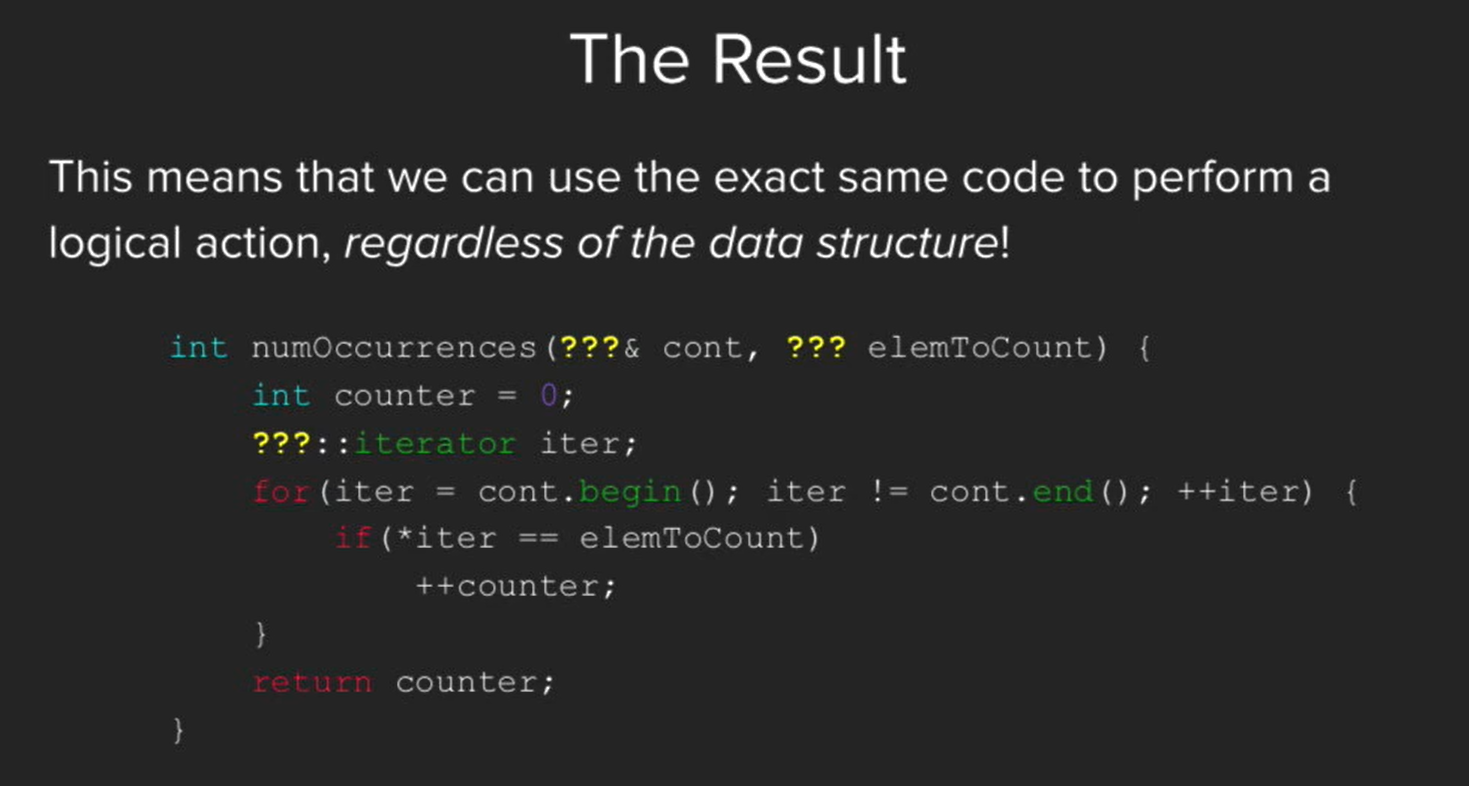 The Result
This means that we can use the exact same code to perform a
logical action, regardless of the data structure!
int numOccurrences(???& cont, ??? elemToCount) {
int counter = 0;
???::iterator iter;
for(iter = cont.begin(); iter != cont.end(); ++iter) {
if(*iter == elemToCount)
++counter;
}
return counter;
}